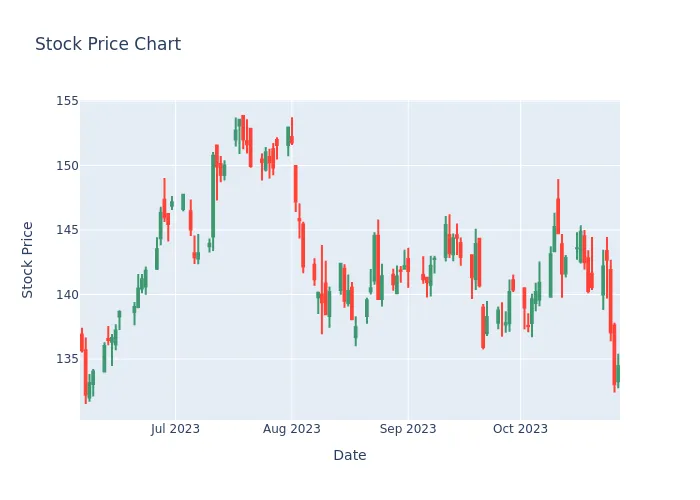 Stock Price Chart
155
150
145
140
135
Stock Price
Jul 2023
Aug 2023
Sep 2023
Oct 2023
Date